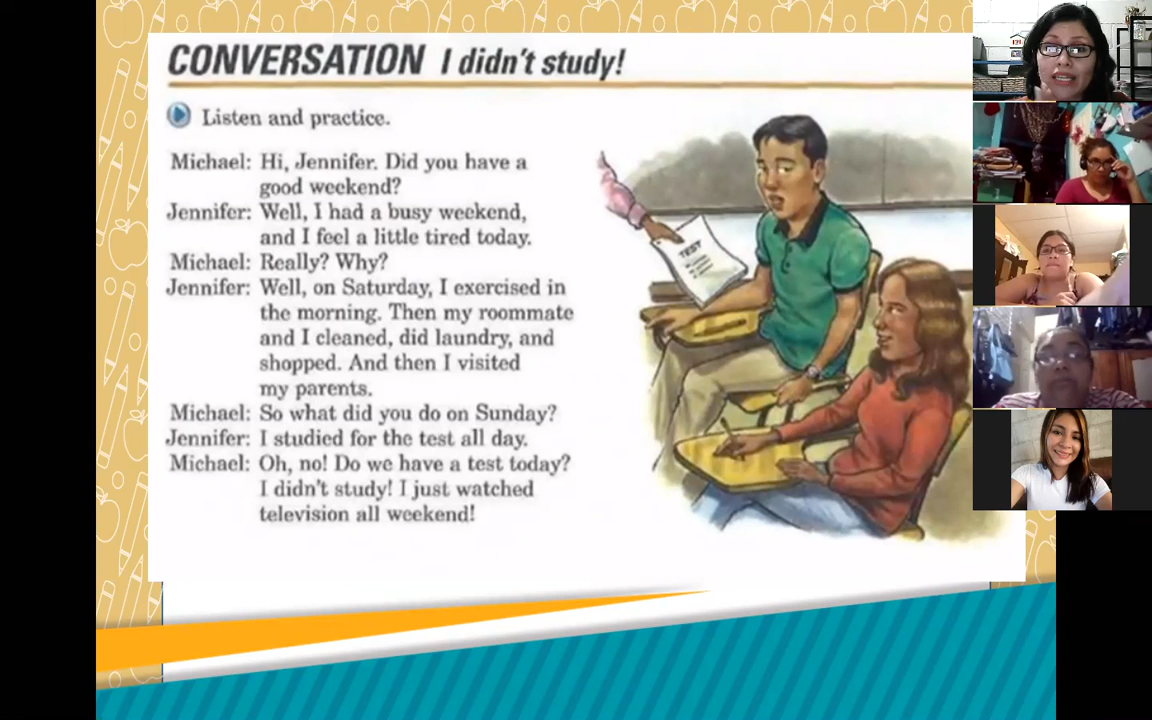 CONVERSATION I didn't study!
Listen and practice.
Michael: Hi, Jennifer. Did you have a
good weekend?
Jennifer: Well, I had a busy weekend,
and I feel a little tired today.
Michael: Really? Why?
Jennifer: Well, on Saturday, I exercised in
the morning. Then my roommate
and I cleaned, did laundry, and
shopped. And then I visited
my parents.
Michael: So what did you do on Sunday?
Jennifer: I studied for the test all day.
Michael: Oh, no! Do we have a test today?
I didn't study! I just watched
television all weekend!
TEST